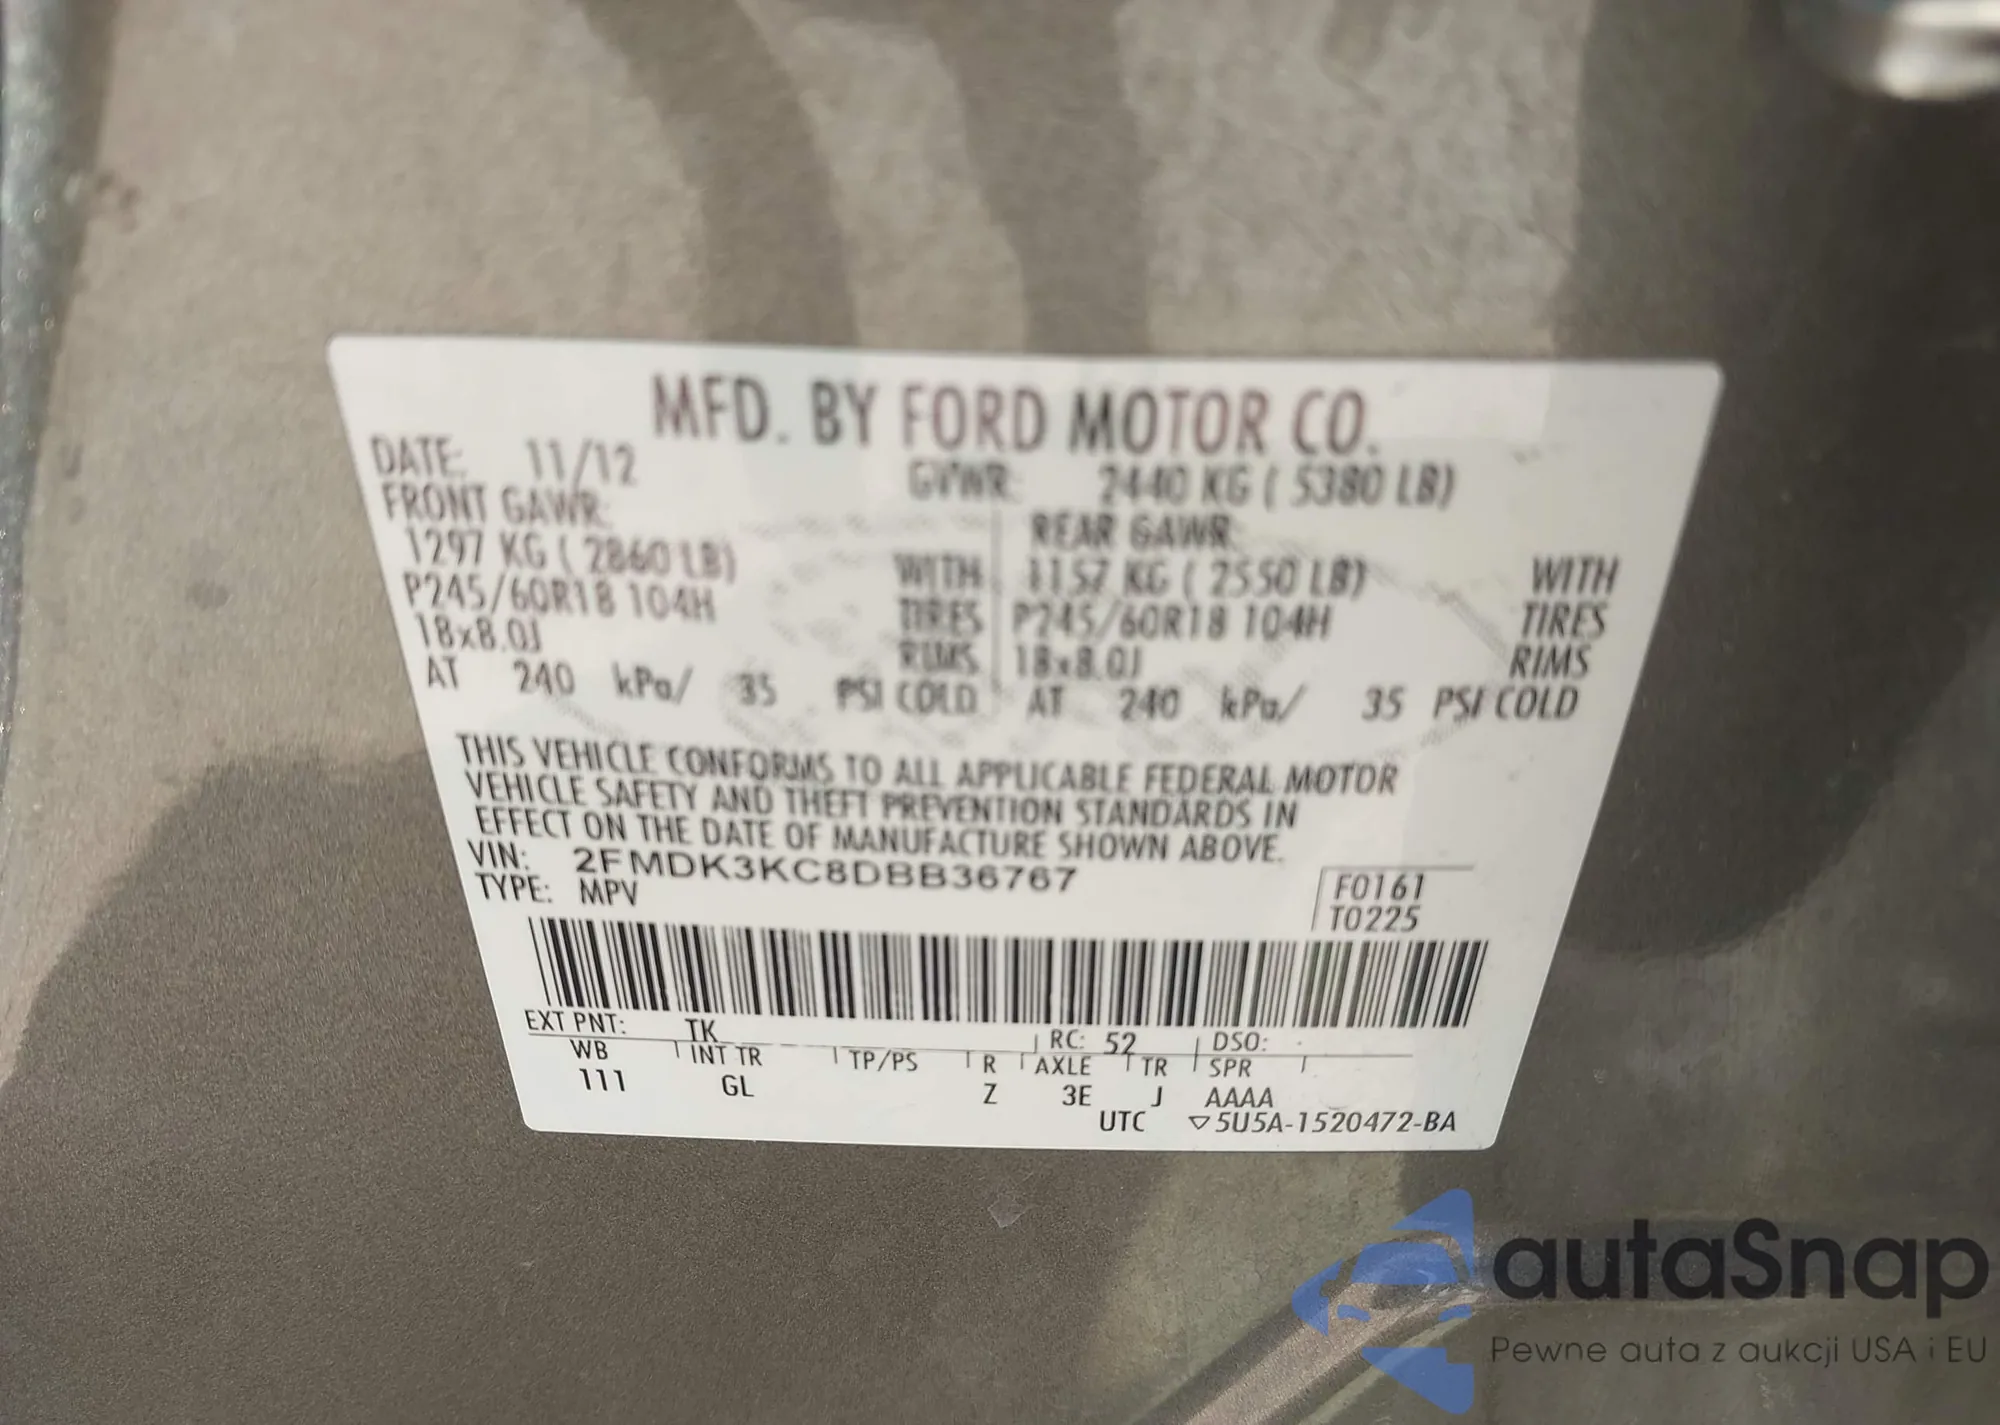 MFD. BY FORD MOTOR CO.
DATE: 11/12 GVWR: 2440 KG ( 5380 LB)
FRONT GAWR: REAR GAWR:
1297 KG ( 2860 LB) WITH 1157 KG ( 2550 LB) WITH
P245/60R18 104H TIRES P245/60R18 104H TIRES
18x8.0J RIMS 18x8.0J RIMS
AT 240 kPa/ 35 PSI COLD AT 240 kPa/ 35 PSI COLD
THIS VEHICLE CONFORMS TO ALL APPLICABLE FEDERAL MOTOR
VEHICLE SAFETY AND THEFT PREVENTION STANDARDS IN
EFFECT ON THE DATE OF MANUFACTURE SHOWN ABOVE.
VIN: 2FMDK3KC8DBB36767
TYPE: MPV
F0161
T0225
EXT PNT: TK RC: 52 DSO:
WB INT TR TP/PS R AXLE TR SPR
111 GL Z 3E J AAAA
UTC ▽5U5A-1520472-BA
autaSnap
Pewne auta z aukcji USA i EU